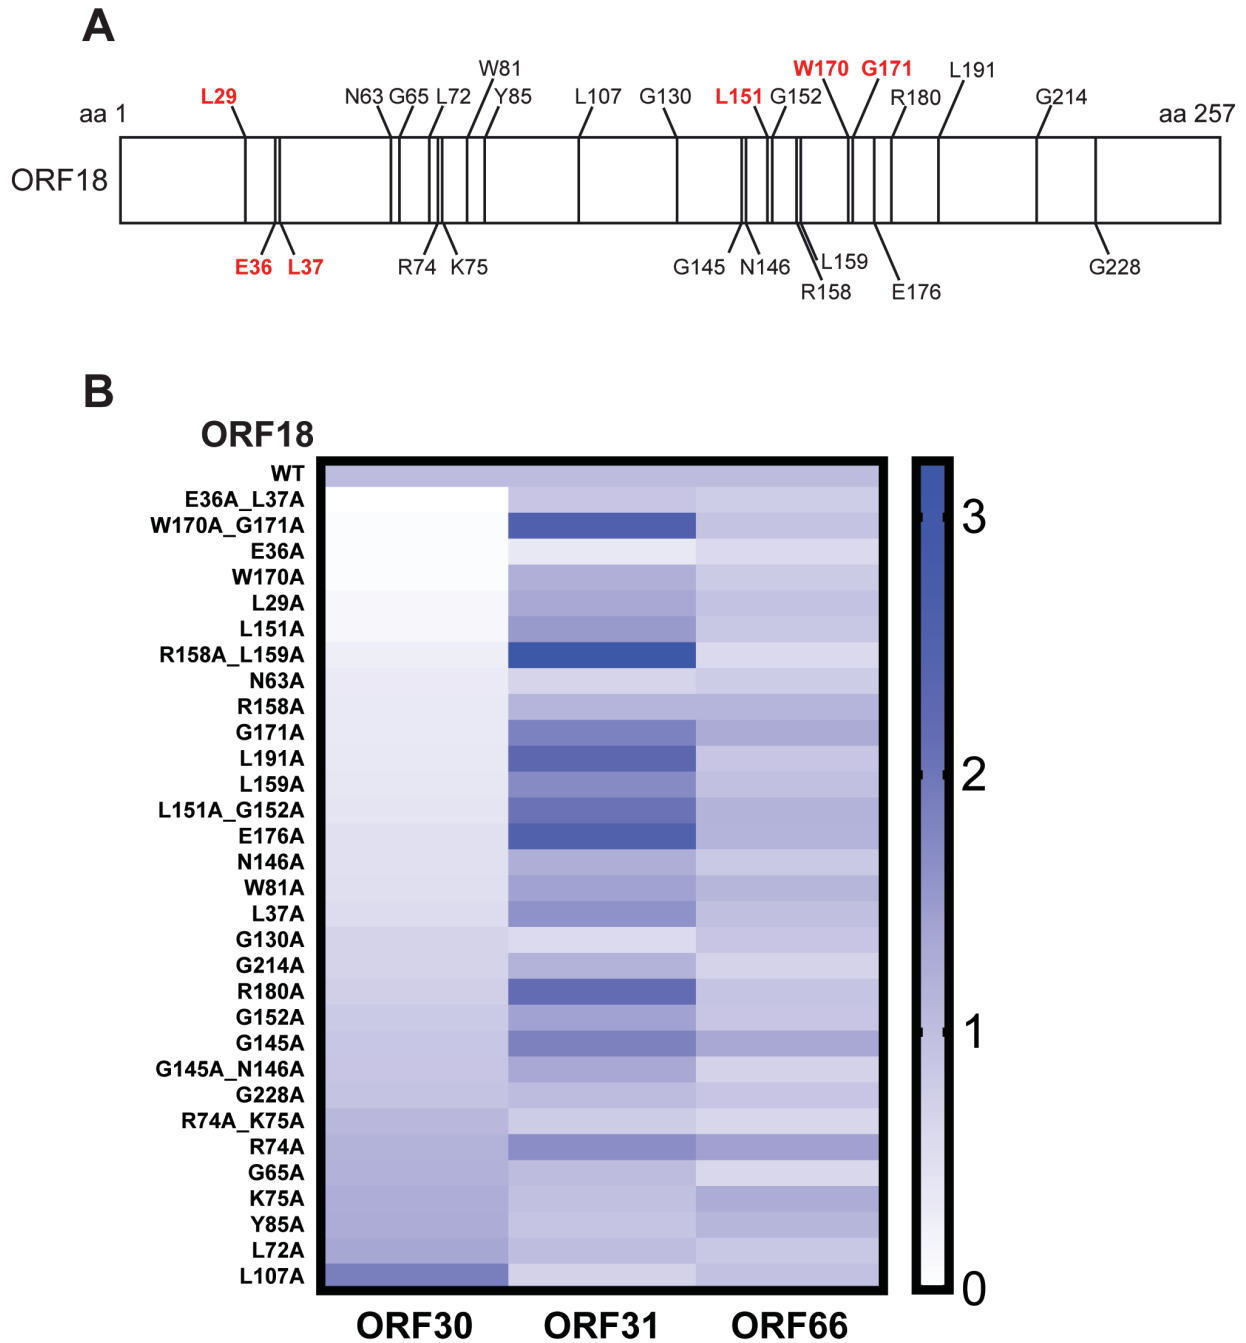 A
W81
W170 G171 L191
L29 N63 G65 L72 Y85 L107 G130 L151 G152 R180 G214
aa 1 aa 257
ORF18
E36 L37 R74 K75 G145 N146 L159 G228
R158 E176
B
ORF18
WT
E36A_L37A
W170A_G171A
3
E36A
W170A
L29A
L151A
R158A_L159A
N63A
R158A
G171A
L191A
2
L159A
L151A_G152A
E176A
N146A
W81A
L37A
G130A
G214A
R180A
G152A
1
G145A
G145A_N146A
G228A
R74A_K75A
R74A
G65A
K75A
Y85A
L72A
L107A
0
ORF30 ORF31 ORF66